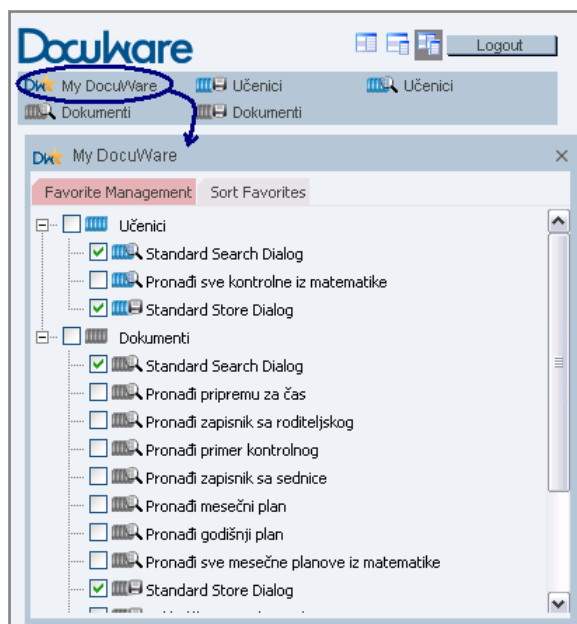 DocuWare
Logout
My DocuWare Učenici Učenici
Dokumenti Dokumenti
DW My DocuWare
Favorite Management Sort Favorites
Učenici
Standard Search Dialog
Pronađi sve kontrolne iz matematike
Standard Store Dialog
Dokumenti
Standard Search Dialog
Pronađi pripremu za čas
Pronađi zapisnik sa roditeljskog
Pronađi primer kontrolnog
Pronađi zapisnik sa sednice
Pronađi mesečni plan
Pronađi godišnji plan
Pronađi sve mesečne planove iz matematike
Standard Store Dialog